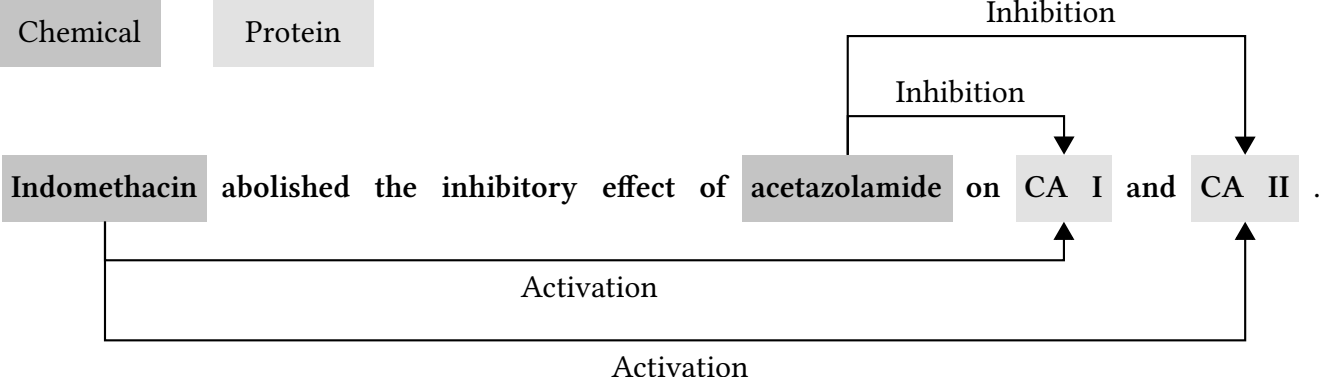 Inhibition
Chemical Protein
Inhibition
Indomethacin abolished the inhibitory effect of acetazolamide on CA I and CA II .
Activation
Activation